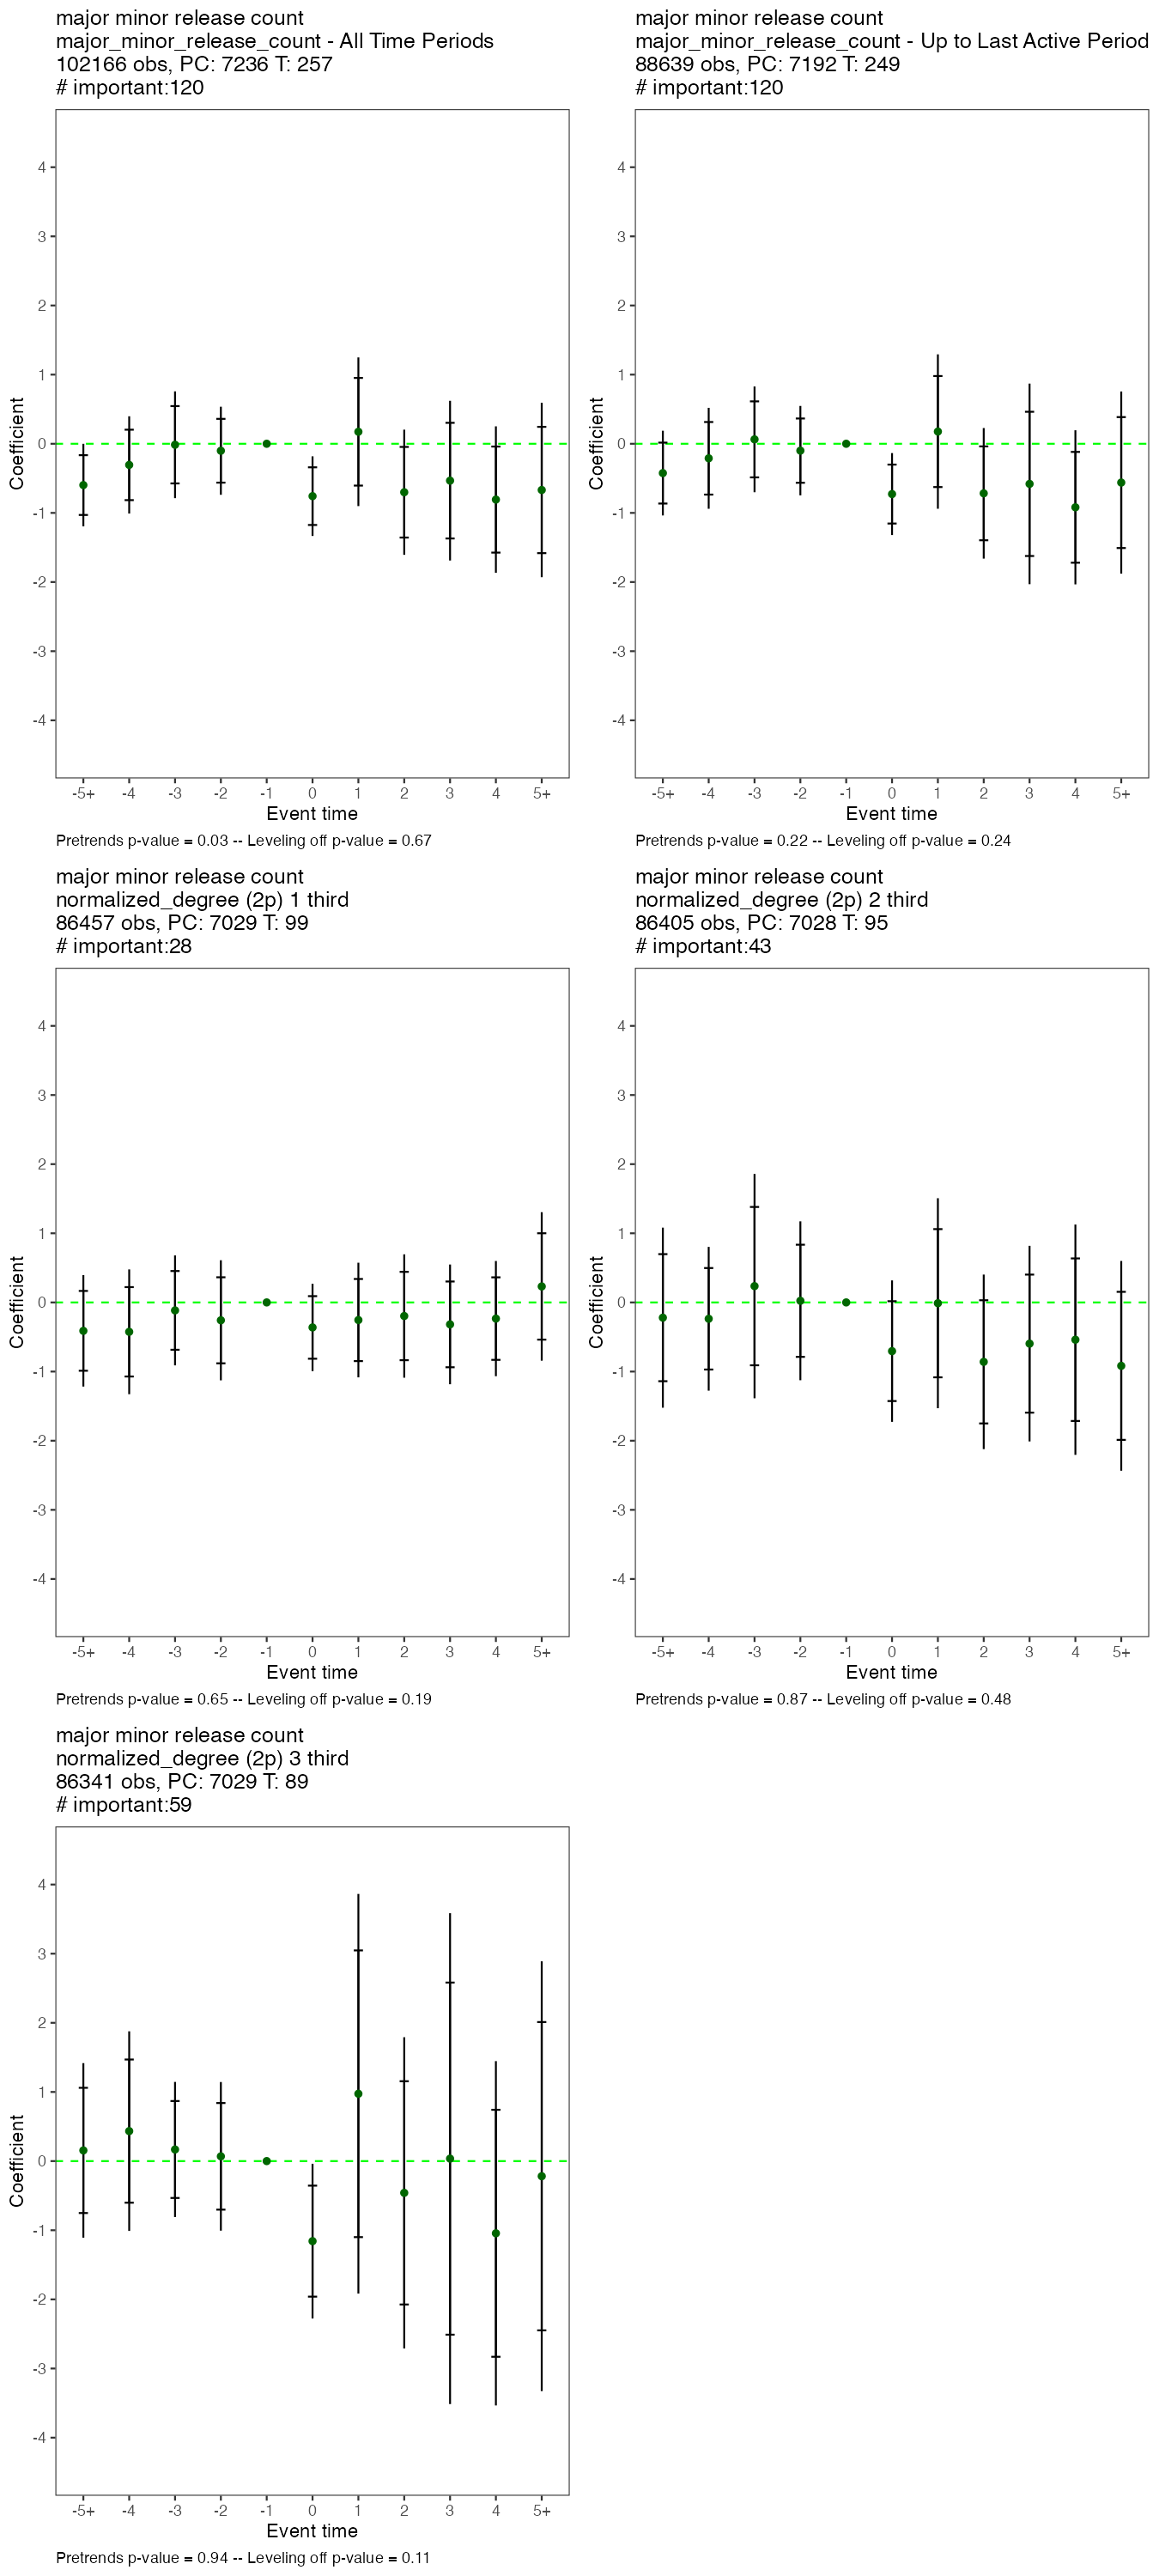 major minor release count
major_minor_release_count - All Time Periods
102166 obs, PC: 7236 T: 257
# important:120
4
3
2
1
0
-1
-2
-3
-4
Coefficient
-5+ -4 -3 -2 -1 0 1 2 3 4 5+
Event time
Pretrends p-value = 0.03 -- Leveling off p-value = 0.67
major minor release count
major_minor_release_count - Up to Last Active Period
88639 obs, PC: 7192 T: 249
# important:120
4
3
2
1
0
-1
-2
-3
-4
Coefficient
-5+ -4 -3 -2 -1 0 1 2 3 4 5+
Event time
Pretrends p-value = 0.22 -- Leveling off p-value = 0.24
major minor release count
normalized_degree (2p) 1 third
86457 obs, PC: 7029 T: 99
# important:28
4
3
2
1
0
-1
-2
-3
-4
Coefficient
-5+ -4 -3 -2 -1 0 1 2 3 4 5+
Event time
Pretrends p-value = 0.65 -- Leveling off p-value = 0.19
major minor release count
normalized_degree (2p) 2 third
86405 obs, PC: 7028 T: 95
# important:43
4
3
2
1
0
-1
-2
-3
-4
Coefficient
-5+ -4 -3 -2 -1 0 1 2 3 4 5+
Event time
Pretrends p-value = 0.87 -- Leveling off p-value = 0.48
major minor release count
normalized_degree (2p) 3 third
86341 obs, PC: 7029 T: 89
# important:59
4
3
2
1
0
-1
-2
-3
-4
Coefficient
-5+ -4 -3 -2 -1 0 1 2 3 4 5+
Event time
Pretrends p-value = 0.94 -- Leveling off p-value = 0.11